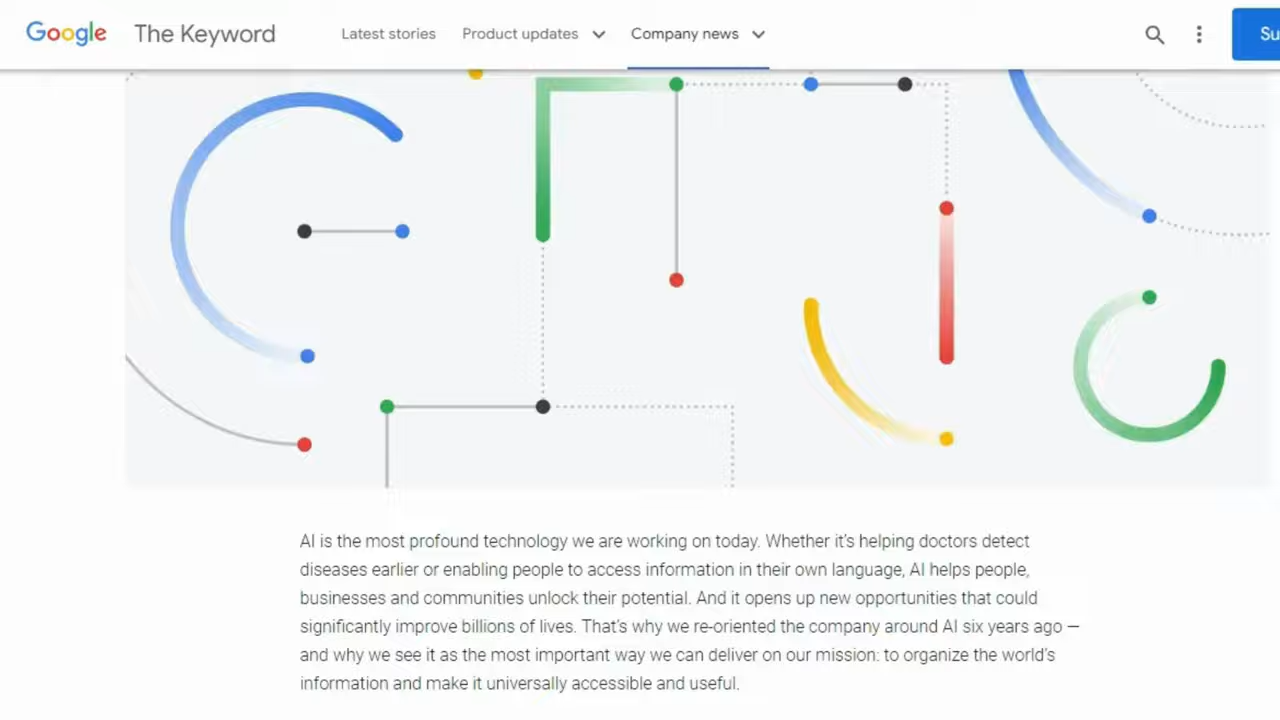 Google The Keyword Latest stories Product updates Company news Su
AI is the most profound technology we are working on today. Whether it's helping doctors detect
diseases earlier or enabling people to access information in their own language, AI helps people,
businesses and communities unlock their potential. And it opens up new opportunities that could
significantly improve billions of lives. That's why we re-oriented the company around AI six years ago —
and why we see it as the most important way we can deliver on our mission: to organize the world's
information and make it universally accessible and useful.